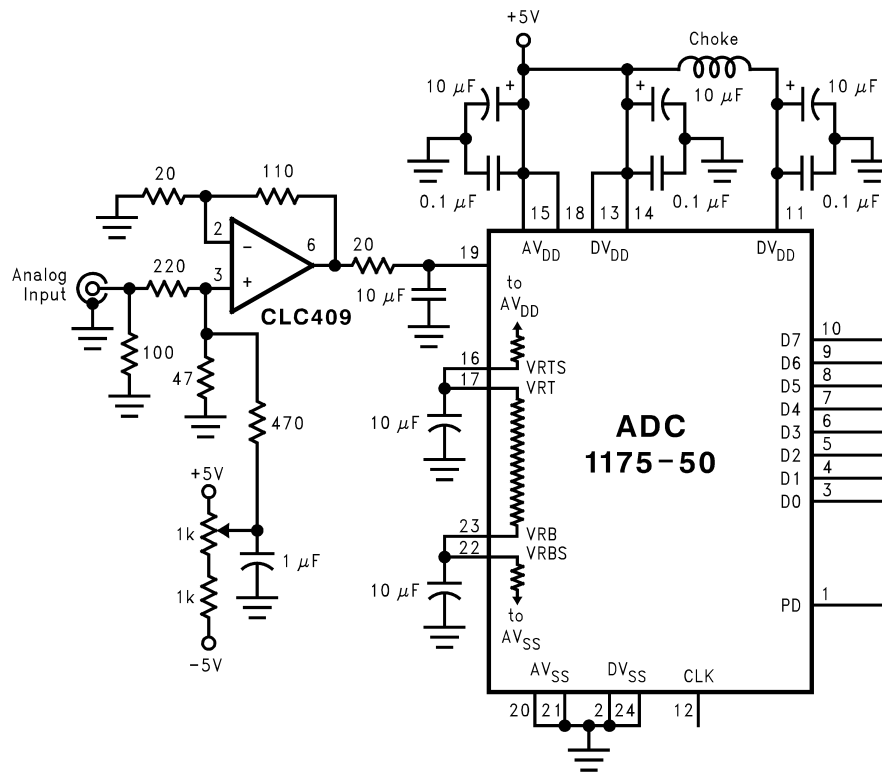 +5V
Choke
10 µF
+
+
10 µF
10 µF
+
10 µF
0.1 µF
0.1 µF
0.1 µF
15
18
13
14
11
AVDD
DVDD
DVDD
20
110
2
−
6
20
19
Analog
Input
220
3
+
CLC409
10 µF
to
AVDD
100
47
470
16
VRTS
17
VRT
10 µF
ADC
1175-50
D7
10
D6
9
D5
8
D4
7
D3
6
D2
5
D1
4
D0
3
+5V
1k
1 µF
1k
-5V
23
VRB
22
VRBS
10 µF
to
AVSS
PD
1
AVSS
DVSS
CLK
20
21
2
24
12